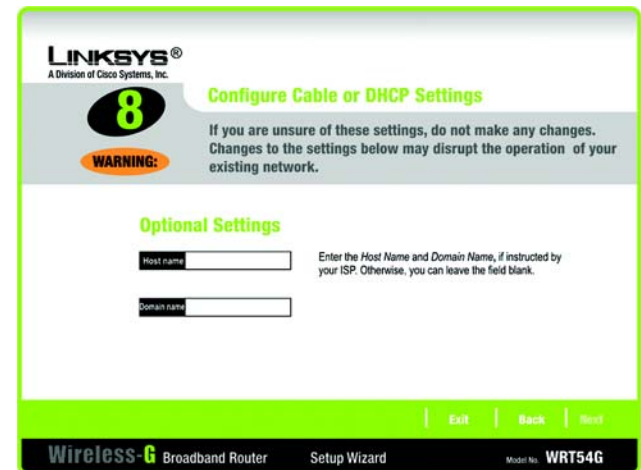 LINKSYS®
A Division of Cisco Systems, Inc.
8
Configure Cable or DHCP Settings
WARNING:
If you are unsure of these settings, do not make any changes.
Changes to the settings below may disrupt the operation of your
existing network.
Optional Settings
Host name
Enter the Host Name and Domain Name, if instructed by
your ISP. Otherwise, you can leave the field blank.
Domain name
Exit
Back
Next
Wireless-G Broadband Router
Setup Wizard
Model No. WRT54G